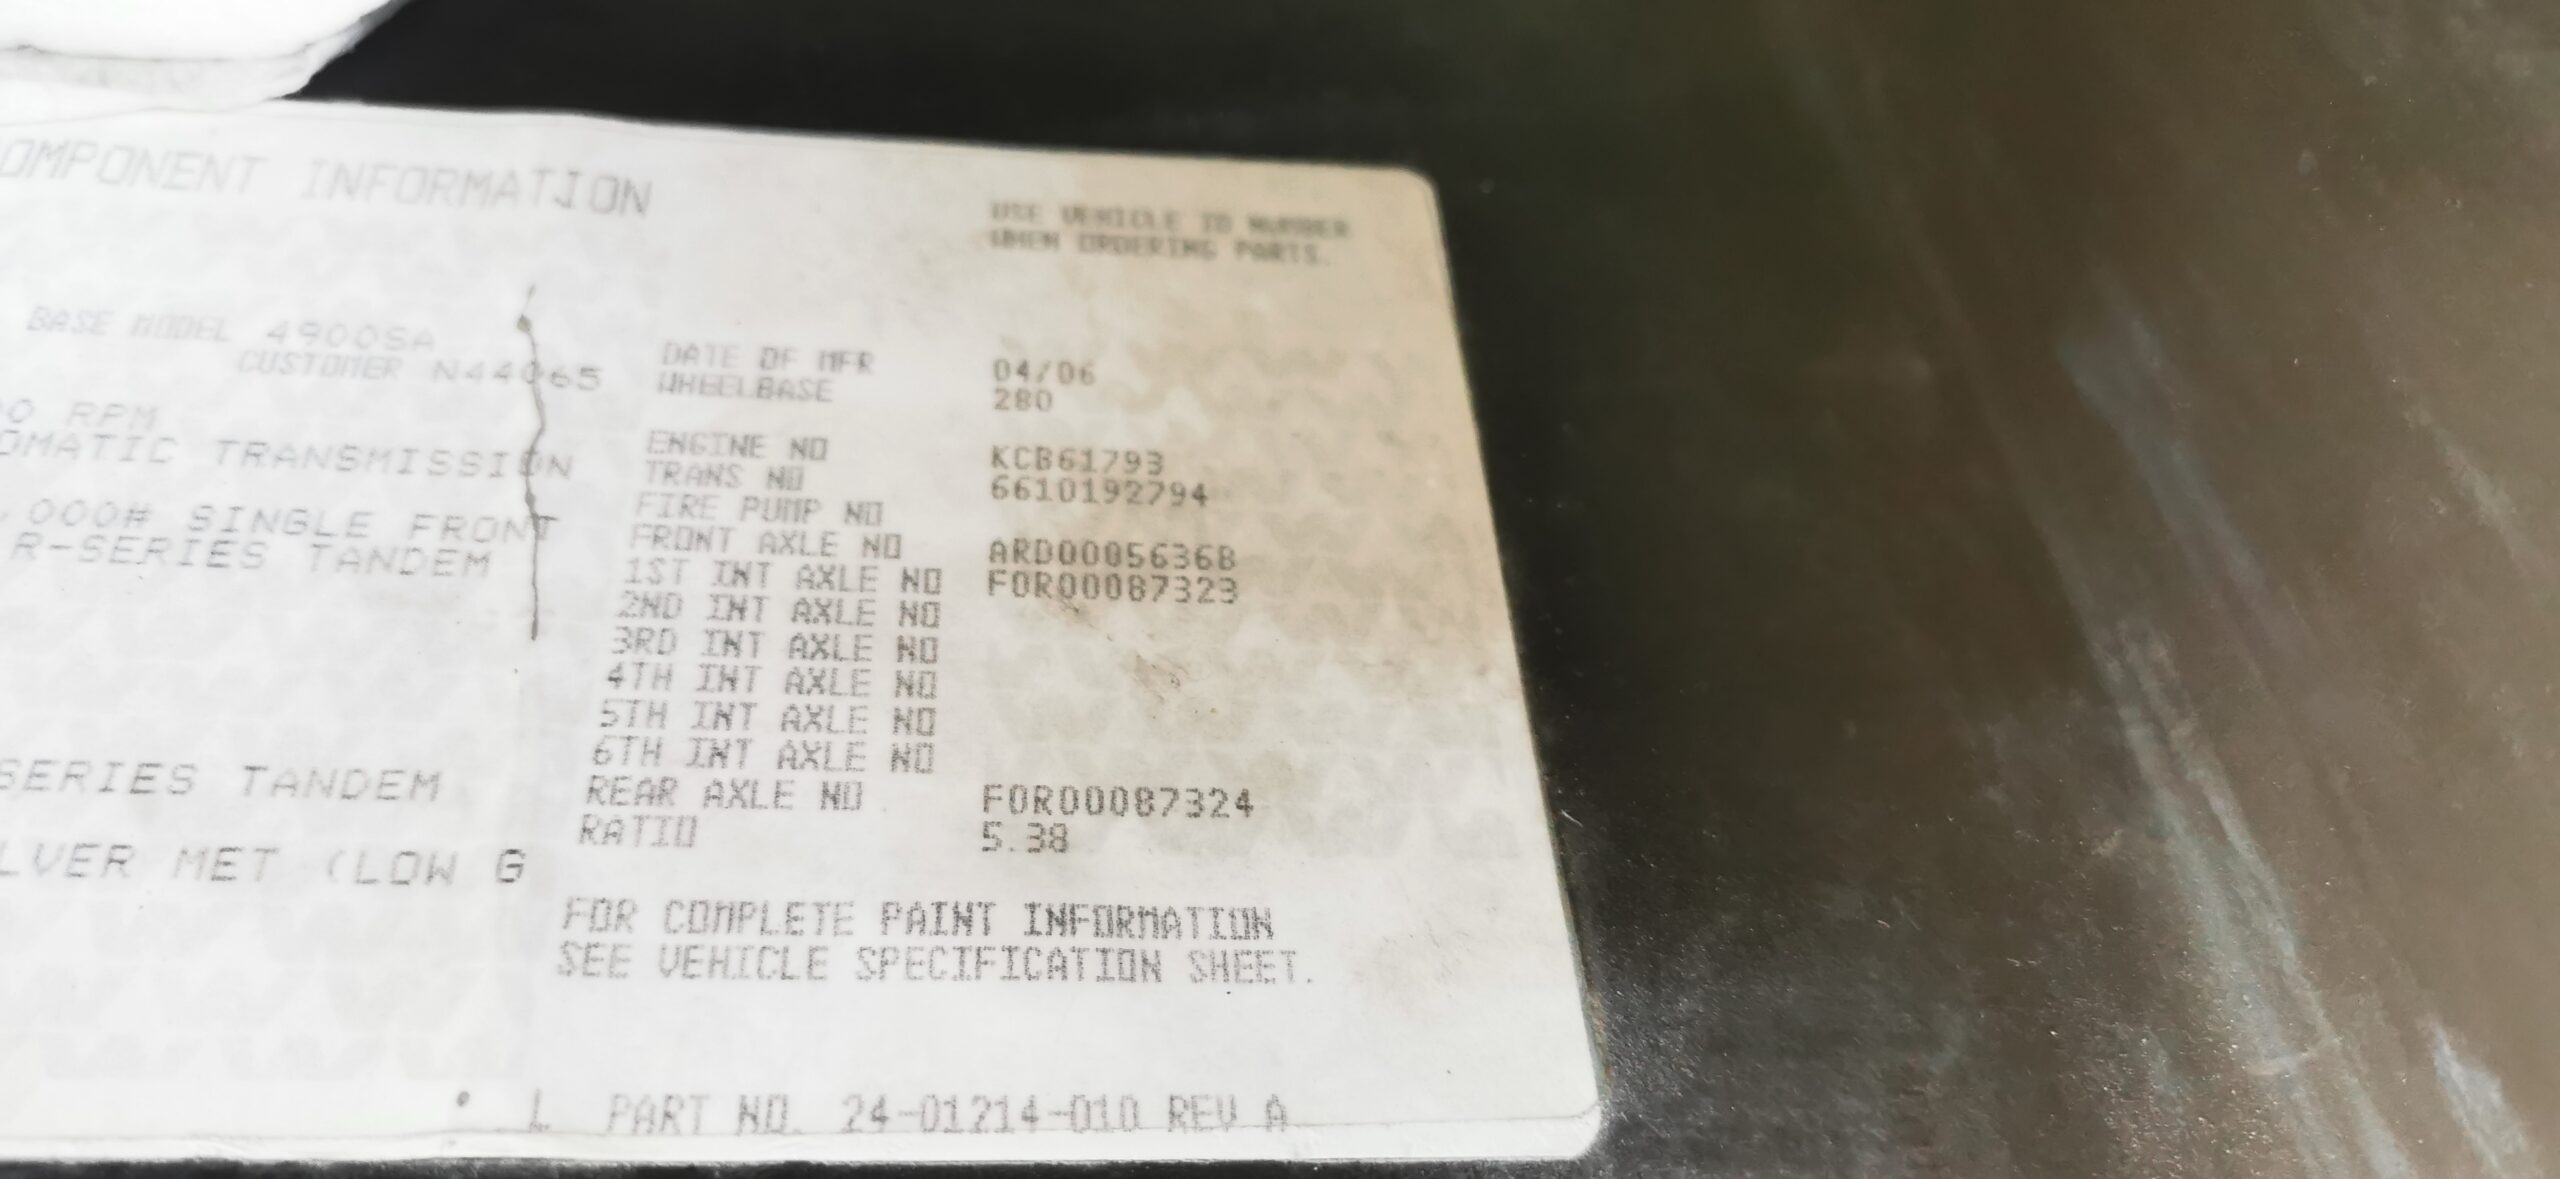 COMPONENT INFORMATION
USE VEHICLE ID NUMBER
WHEN ORDERING PARTS.
BASE MODEL 4900SA
CUSTOMER N44065
DATE OF MFR 04/06
WHEELBASE 280
0 RPM
OMATIC TRANSMISSION
ENGINE NO KCB61793
TRANS NO 6610192794
FIRE PUMP NO
,000# SINGLE FRONT
R-SERIES TANDEM
FRONT AXLE NO ARD0005636B
1ST INT AXLE NO FOR00087323
2ND INT AXLE NO
3RD INT AXLE NO
4TH INT AXLE NO
5TH INT AXLE NO
6TH INT AXLE NO
SERIES TANDEM
REAR AXLE NO FOR00087324
RATIO 5.38
LVER MET (LOW G
FOR COMPLETE PAINT INFORMATION
SEE VEHICLE SPECIFICATION SHEET.
PART NO. 24-01214-010 REV A